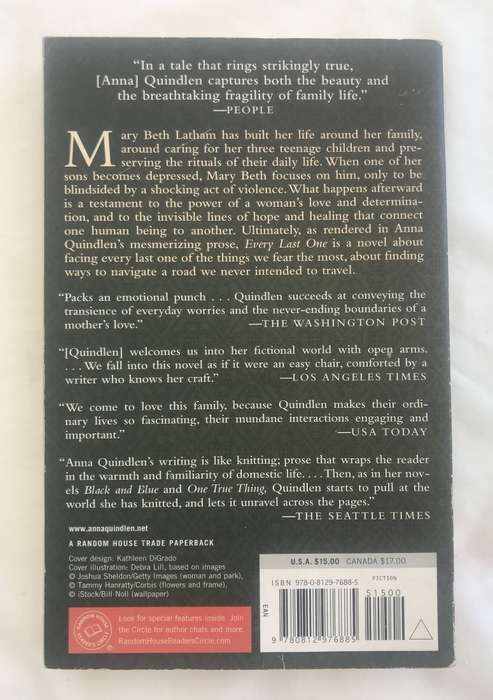 “In a tale that rings strikingly true,
[Anna] Quindlen captures both the beauty and
the breathtaking fragility of family life.”
—PEOPLE
Mary Beth Latham has built her life around her family,
around caring for her three teenage children and pre-
serving the rituals of their daily life. When one of her
sons becomes depressed, Mary Beth focuses on him, only to be
blindsided by a shocking act of violence. What happens afterward
is a testament to the power of a woman’s love and determina-
tion, and to the invisible lines of hope and healing that connect
one human being to another. Ultimately, as rendered in Anna
Quindlen’s mesmerizing prose, Every Last One is a novel about
facing every last one of the things we fear the most, about finding
ways to navigate a road we never intended to travel.
“Packs an emotional punch . . . Quindlen succeeds at conveying the
transience of everyday worries and the never-ending boundaries of a
mother’s love.” —THE WASHINGTON POST
“[Quindlen] welcomes us into her fictional world with open arms.
. . . We fall into this novel as if it were an easy chair, comforted by a
writer who knows her craft.” —LOS ANGELES TIMES
“We come to love this family, because Quindlen makes their ordi-
nary lives so fascinating, their mundane interactions engaging and
important.” —USA TODAY
“Anna Quindlen’s writing is like knitting; prose that wraps the reader
in the warmth and familiarity of domestic life. . . . Then, as in her nov-
els Black and Blue and One True Thing, Quindlen starts to pull at the
world she has knitted, and lets it unravel across the pages.”
—THE SEATTLE TIMES
www.annaquindlen.net
A RANDOM HOUSE TRADE PAPERBACK
Cover design: Kathleen DiGrado
Cover illustration: Debra Lill, based on images
© Joshua Sheldon/Getty Images (woman and park),
© Tammy Hanratty/Corbis (flowers and frame),
© iStock/Bill Noll (wallpaper)
Look for special features inside. Join
the Circle for author chats and more.
RandomHouseReadersCircle.com
U.S.A. $15.00 CANADA $17.00
ISBN 978-0-8129-7688-5
FICTION
51500
EAN
9 780812 976885